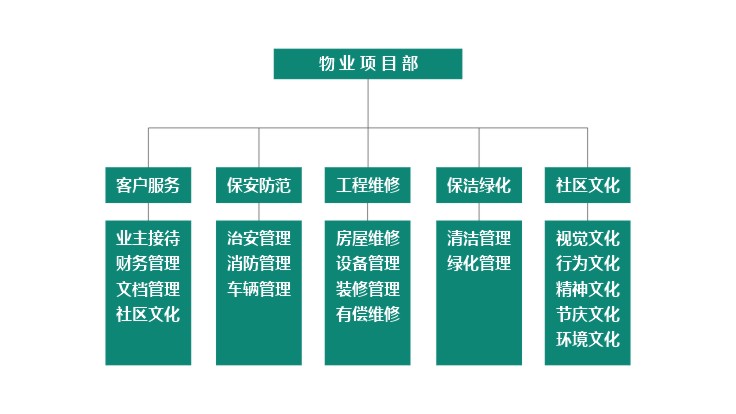 物业项目部
客户服务
保安防范
工程维修
保洁绿化
社区文化
业主接待
财务管理
文档管理
社区文化
治安管理
消防管理
车辆管理
房屋维修
设备管理
装修管理
有偿维修
清洁管理
绿化管理
视觉文化
行为文化
精神文化
节庆文化
环境文化